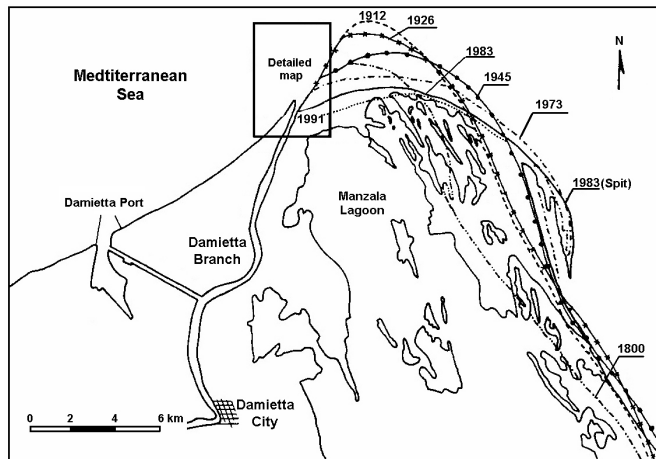 1912
1926
N
Medtiterranean
Sea
Detailed
map
1983
1945
1991
1973
1983(Spit)
Damietta Port
Manzala
Lagoon
Damietta
Branch
1800
Damietta
City
0 2 4 6 km